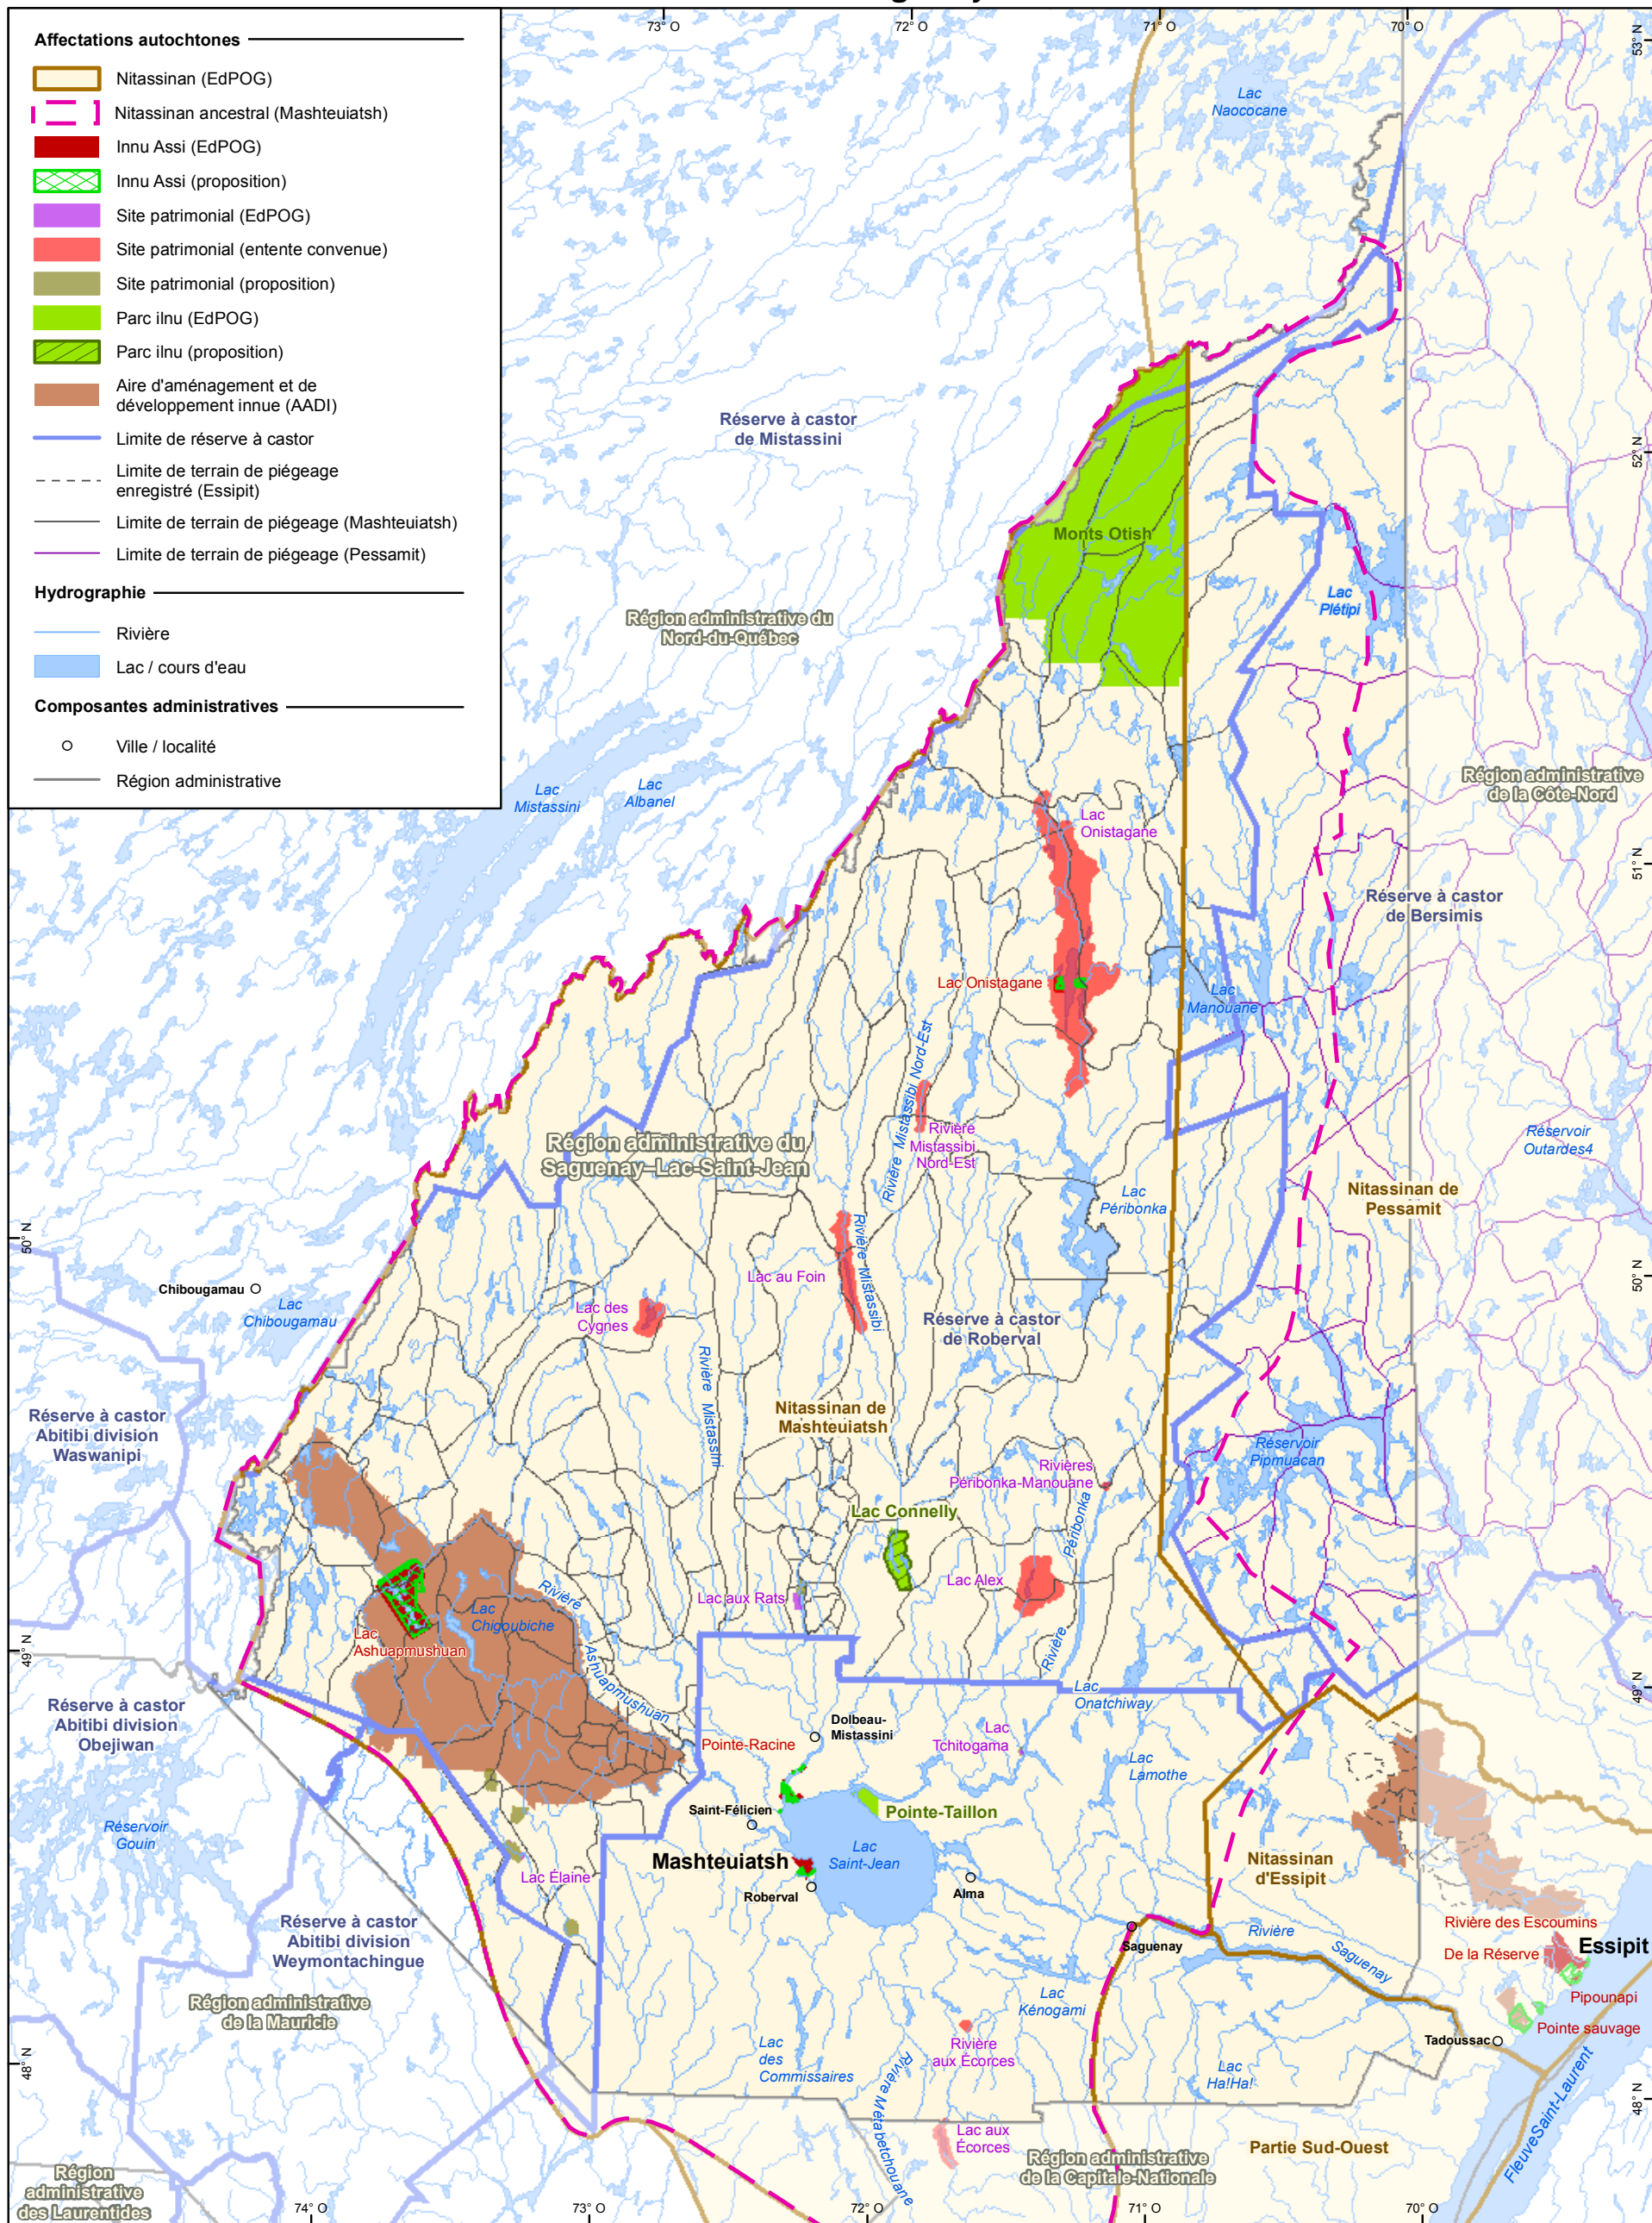 Affectations autochtones
Nitassinan (EdPOG)
Nitassinan ancestral (Mashteuiatsh)
Innu Assi (EdPOG)
Innu Assi (proposition)
Site patrimonial (EdPOG)
Site patrimonial (entente convenue)
Site patrimonial (proposition)
Parc ilnu (EdPOG)
Parc ilnu (proposition)
Aire d'aménagement et de
développement innue (AADI)
Limite de réserve à castor
Limite de terrain de piégeage
enregistré (Essipit)
Limite de terrain de piégeage (Mashteuiatsh)
Limite de terrain de piégeage (Pessamit)
Hydrographie
Rivière
Lac / cours d'eau
Composantes administratives
Ville / localité
Région administrative
73° O
72° O
71° O
70° O
53° N
Lac
Naococane
Réserve à castor
de Mistassini
52° N
Monts Otish
Lac
Plétipi
Région administrative du
Nord-du-Québec
Lac
Mistassini
Lac
Albanel
Région administrative
de la Côte-Nord
Lac
Onistagane
51° N
Réserve à castor
de Bersimis
Lac Onistagane
Lac
Manouane
Rivière Mistassibi Nord-Est
Rivière
Mistassibi
Nord-Est
Région administrative du
Saguenay–Lac-Saint-Jean
Réservoir
Outardes4
Lac
Péribonka
Nitassinan de
Pessamit
50° N
50° N
Chibougamau
Lac
Chibougamau
Lac au Foin
Rivière Mistassibi
Lac des
Cygnes
Réserve à castor
de Roberval
Rivière Mistassini
Nitassinan de
Mashteuiatsh
Réserve à castor
Abitibi division
Waswanipi
Réservoir
Pipmuacan
Rivières
Péribonka-Manouane
Lac Connelly
Péribonka
Rivière
Lac Alex
Lac aux Rats
Rivière
Ashuapmushuan
Lac
Chigoubiche
Lac
Ashuapmushuan
49° N
49° N
Réserve à castor
Abitibi division
Obejiwan
Lac
Onatchiway
Dolbeau-
Mistassini
Pointe-Racine
Lac
Tchitogama
Lac
Lamothe
Saint-Félicien
Pointe-Taillon
Réservoir
Gouin
Mashteuiatsh
Lac
Saint-Jean
Roberval
Alma
Lac Élaine
Nitassinan
d'Essipit
Réserve à castor
Abitibi division
Weymontachingue
Saguenay
Rivière
Saguenay
Rivière des Escoumins
De la Réserve
Essipit
Pipounapi
Pointe sauvage
Tadoussac
Région administrative
de la Mauricie
Lac
Kénogami
Rivière
aux Écorces
Lac
des
Commissaires
Rivière Métabetchouane
Lac
Ha!Ha!
48° N
48° N
FleuveSaint-Laurent
Lac aux
Écorces
Région administrative
de la Capitale-Nationale
Partie Sud-Ouest
Région
administrative
des Laurentides
74° O
73° O
72° O
71° O
70° O